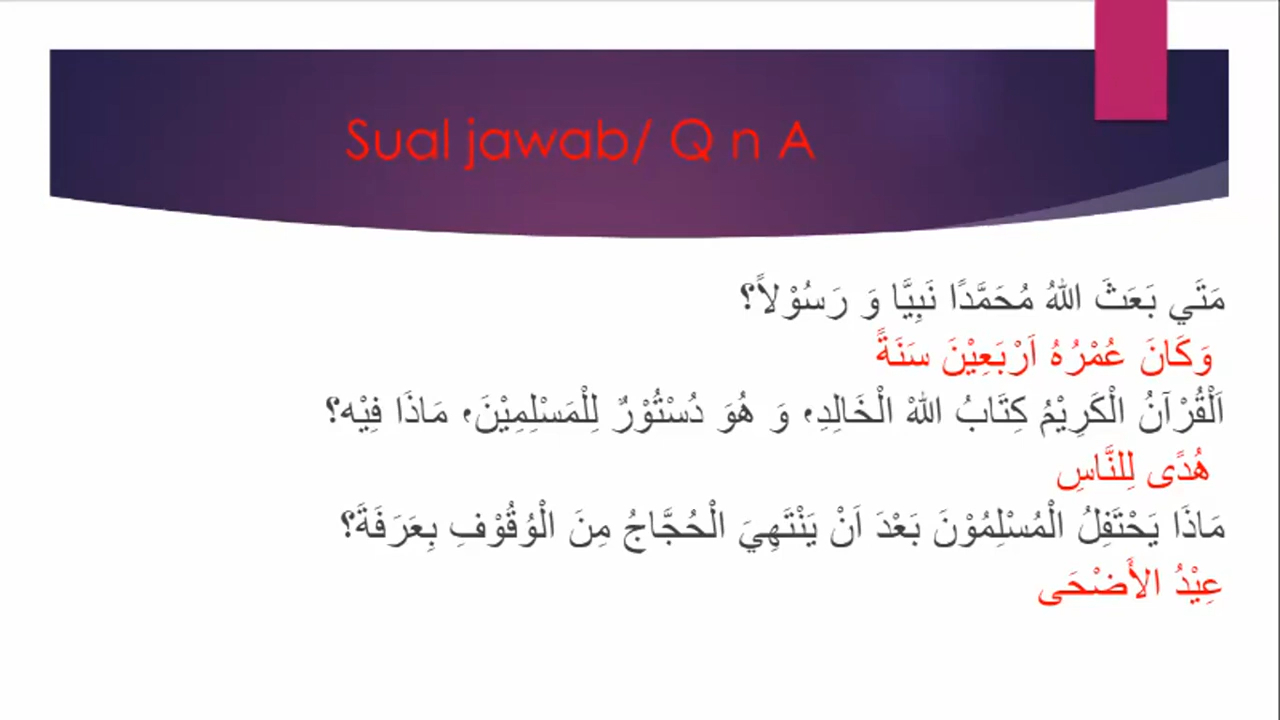 Sual jawab/ Q n A
مَتَي بَعَثَ اللهُ مُحَمَّدًا نَبِيَّا وَ رَسُوْلاً؟
وَكَانَ عُمْرُهُ اَرْبَعِيْنَ سَنَةً
اَلْقُرْآنُ الْكَرِيْمُ كِتَابُ اللهْ الْخَالِدِ، وَ هُوَ دُسْتُوْرٌ لِلْمَسْلِمِيْنَ، مَاذَا فِيْه؟
هُدًى لِلنَّاسِ
مَاذَا يَحْتَفِلُ الْمُسْلِمُوْنَ بَعْدَ اَنْ يَنْتَهِيَ الْحُجَّاجُ مِنَ الْوُقُوْفِ بِعَرَفَةَ؟
عِيْدُ الأَضْحَى